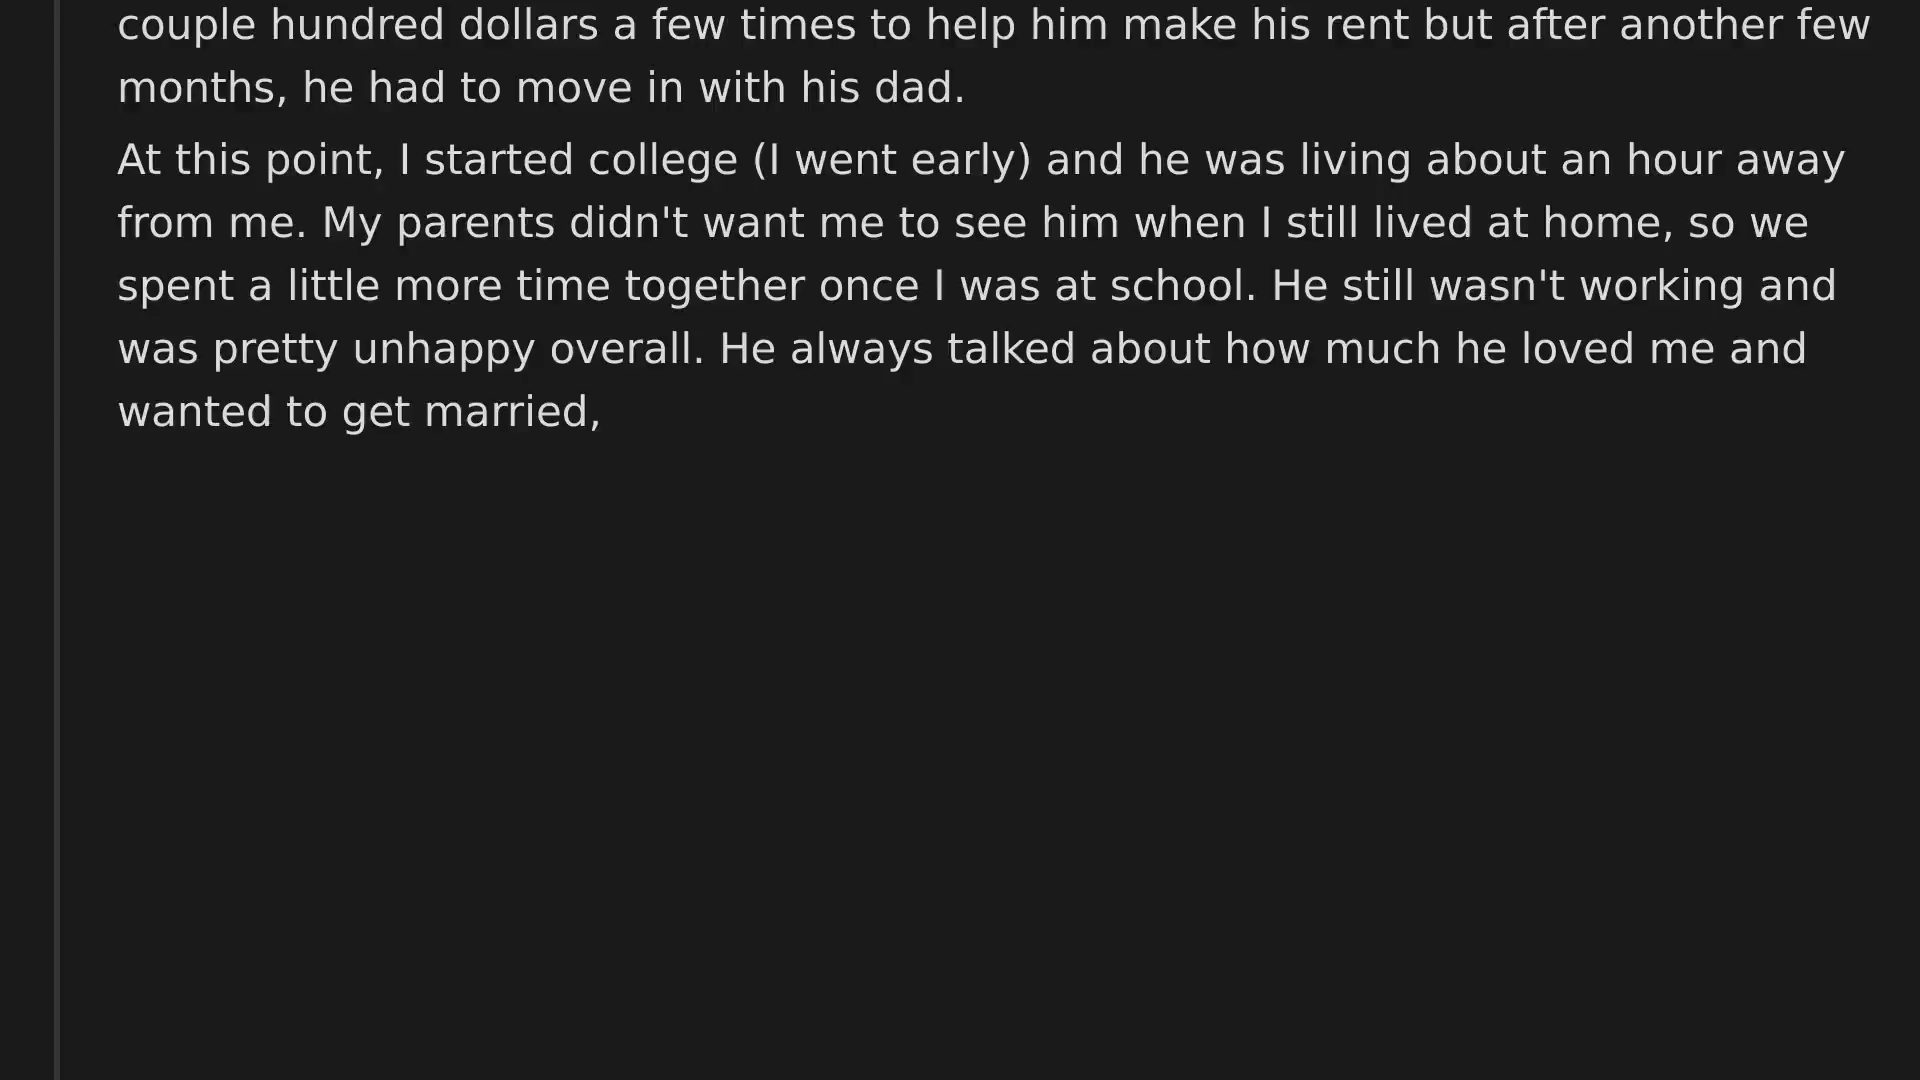 couple hundred dollars a few times to help him make his rent but after another few
months, he had to move in with his dad.
At this point, I started college (I went early) and he was living about an hour away
from me. My parents didn't want me to see him when I still lived at home, so we
spent a little more time together once I was at school. He still wasn't working and
was pretty unhappy overall. He always talked about how much he loved me and
wanted to get married,